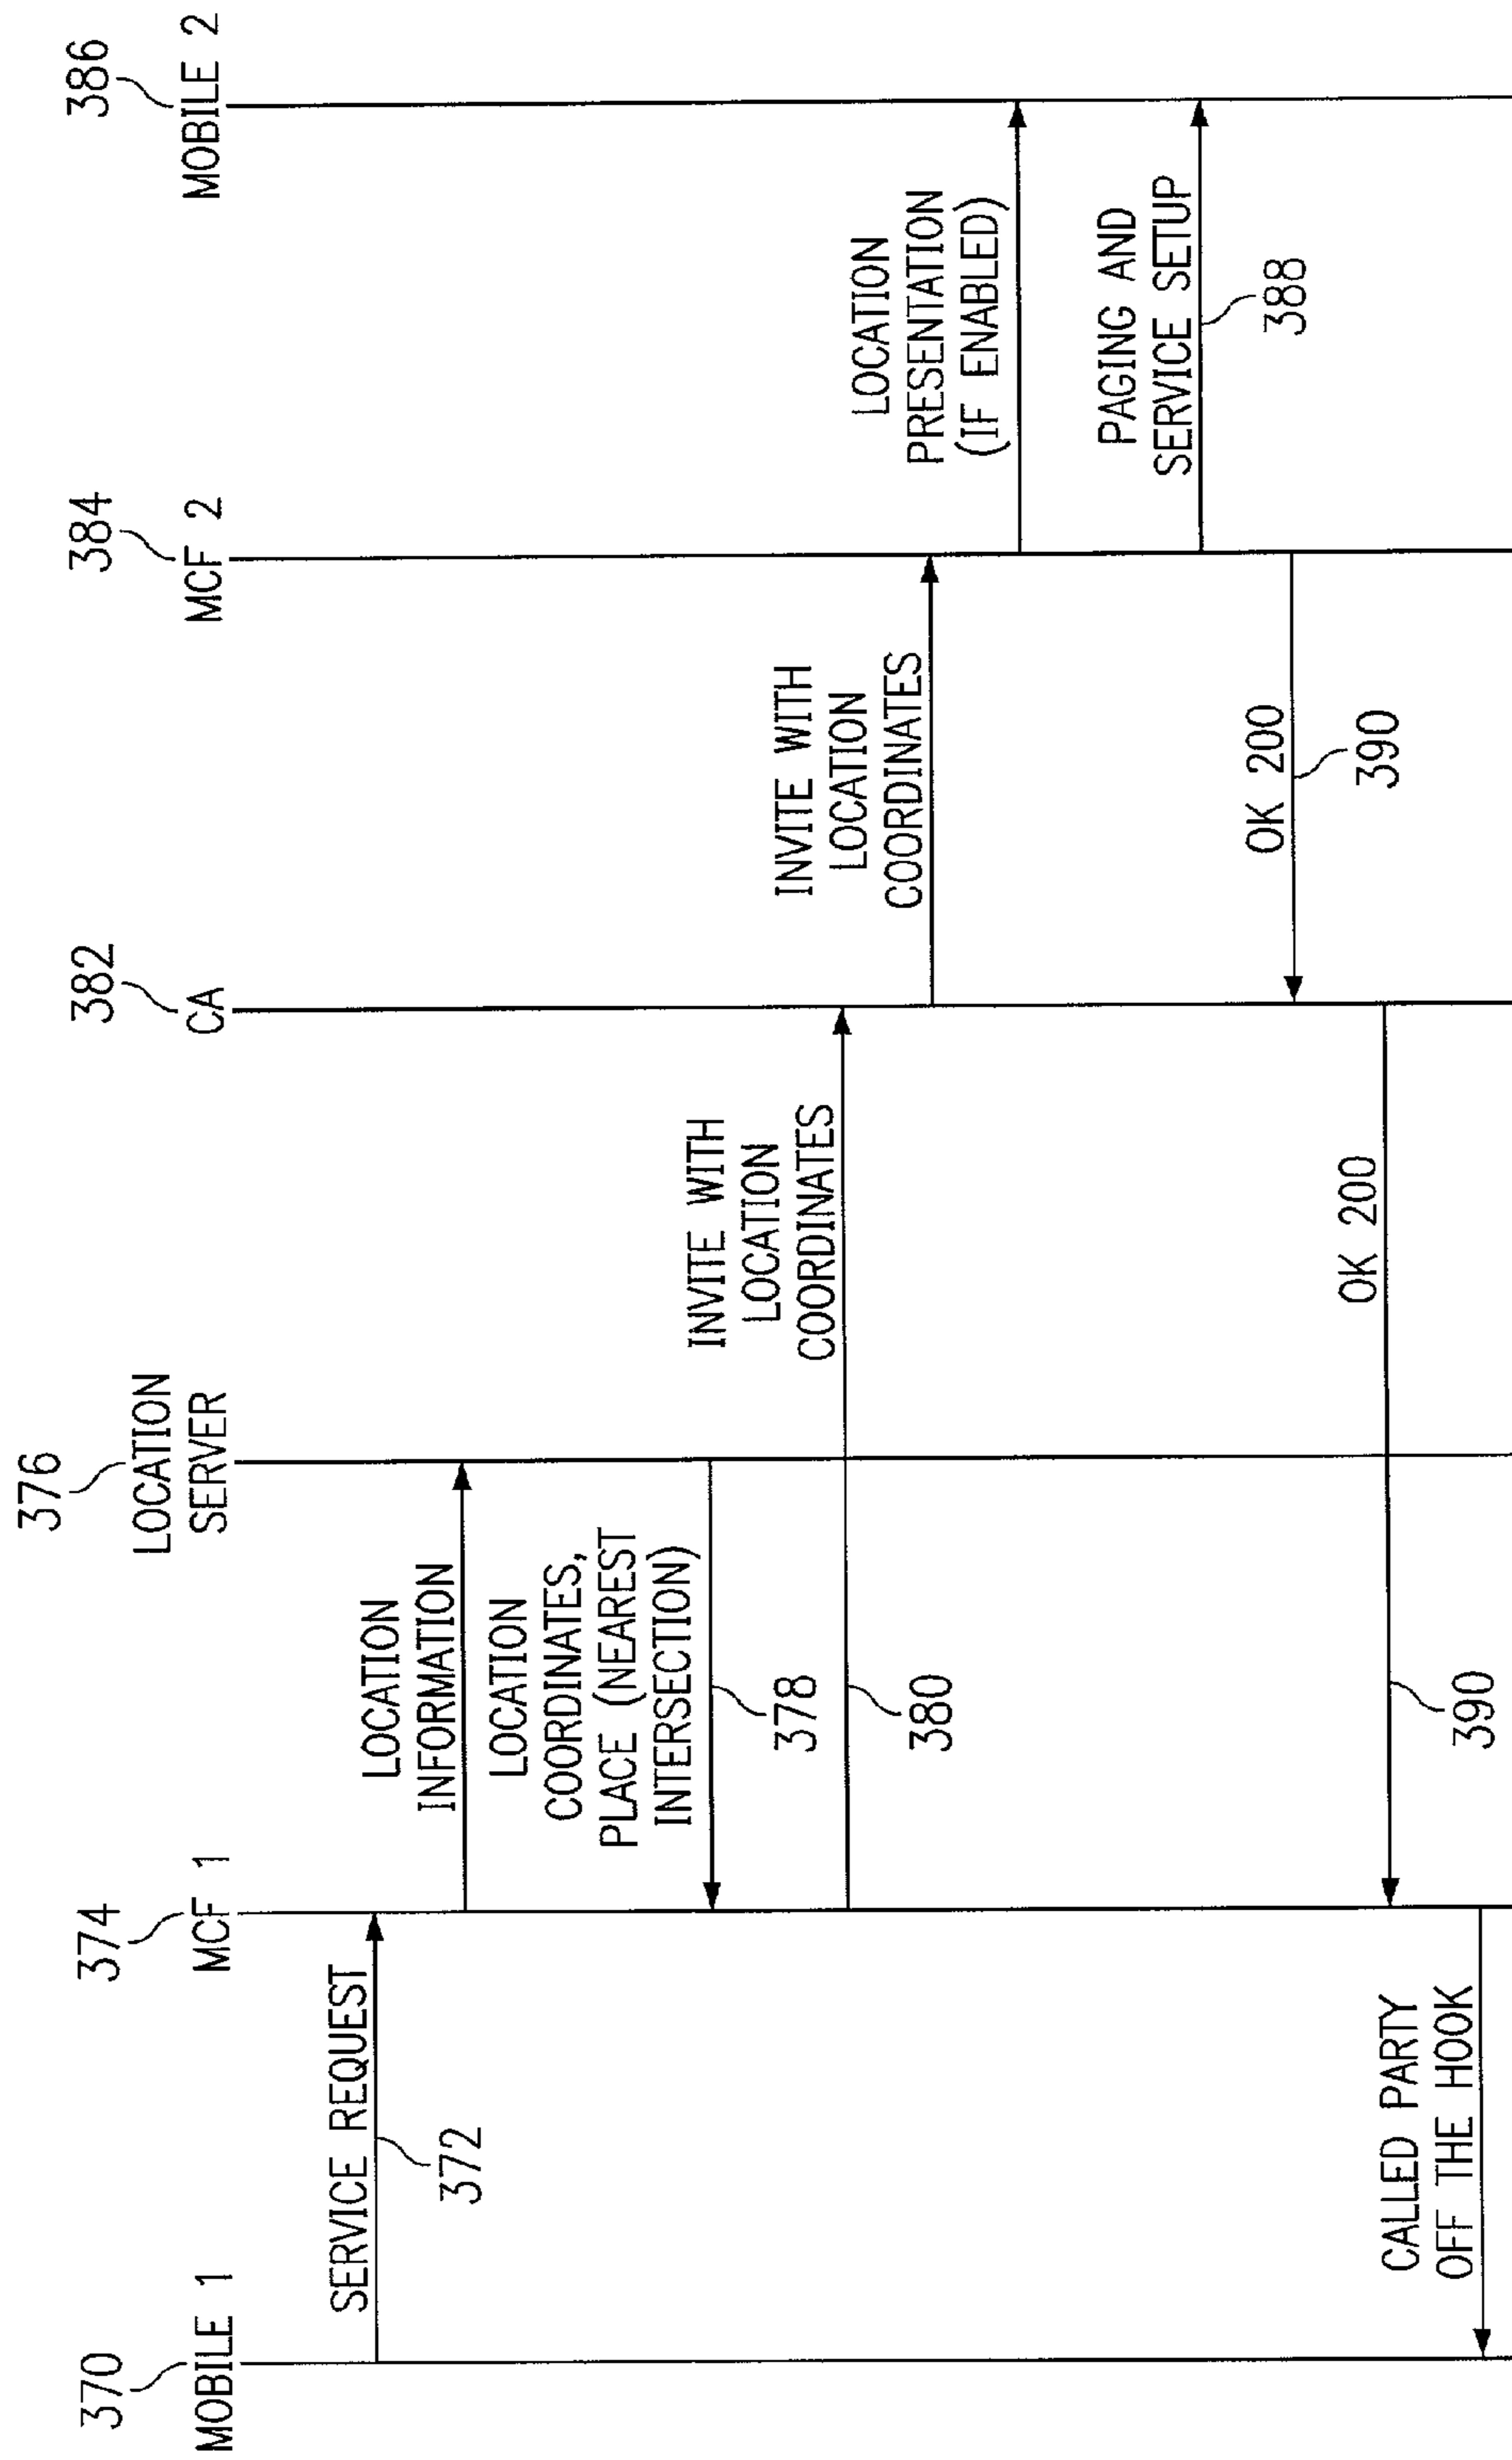 370
MOBILE 1
374
MCF 1
376
LOCATION
SERVER
382
CA
384
MCF 2
386
MOBILE 2
SERVICE REQUEST
372
LOCATION
INFORMATION
LOCATION
COORDINATES,
PLACE (NEAREST
INTERSECTION)
378
INVITE WITH
LOCATION
COORDINATES
380
INVITE WITH
LOCATION
COORDINATES
LOCATION
PRESENTATION
(IF ENABLED)
PAGING AND
SERVICE SETUP
388
OK 200
390
OK 200
390
CALLED PARTY
OFF THE HOOK